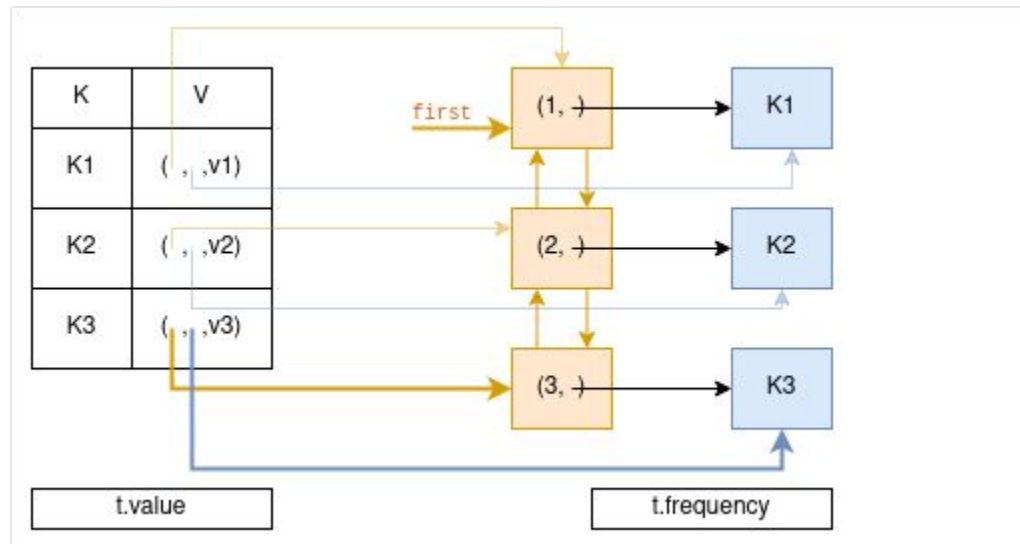 K V
first
(1, )
K1
K1 ( , ,v1)
K2 ( , ,v2)
(2, )
K2
K3 ( , ,v3)
(3, )
K3
t.value
t.frequency